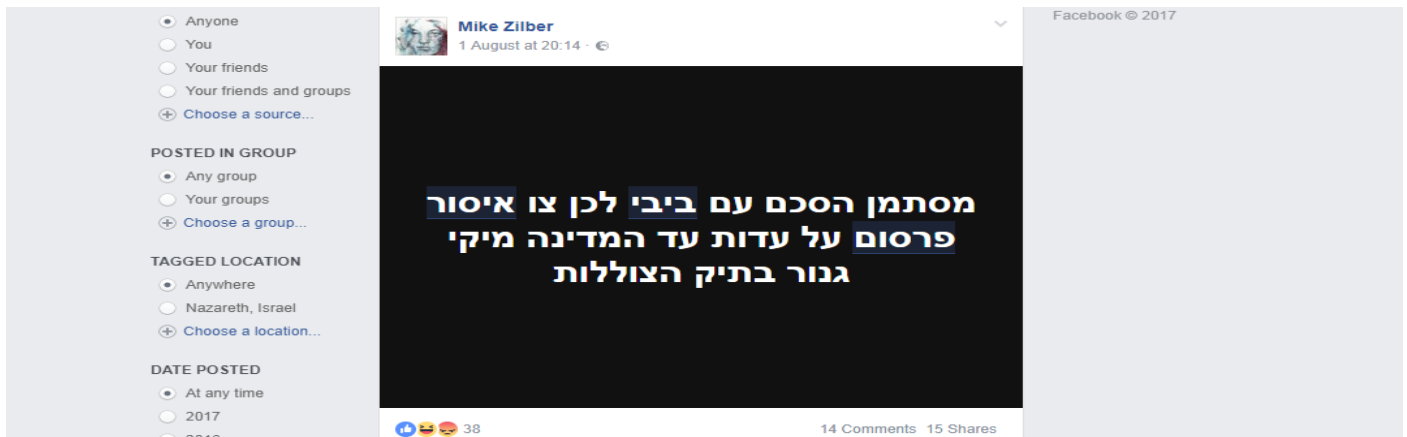 Anyone
You
Your friends
Your friends and groups
Choose a source...
POSTED IN GROUP
Any group
Your groups
Choose a group...
TAGGED LOCATION
Anywhere
Nazareth, Israel
Choose a location...
DATE POSTED
At any time
2017
Mike Zilber
1 August at 20:14 ·
מסתמן הסכם עם ביבי לכן צו איסור
פרסום על עדות עד המדינה מיקי
גנור בתיק הצוללות
38
14 Comments 15 Shares
Facebook © 2017